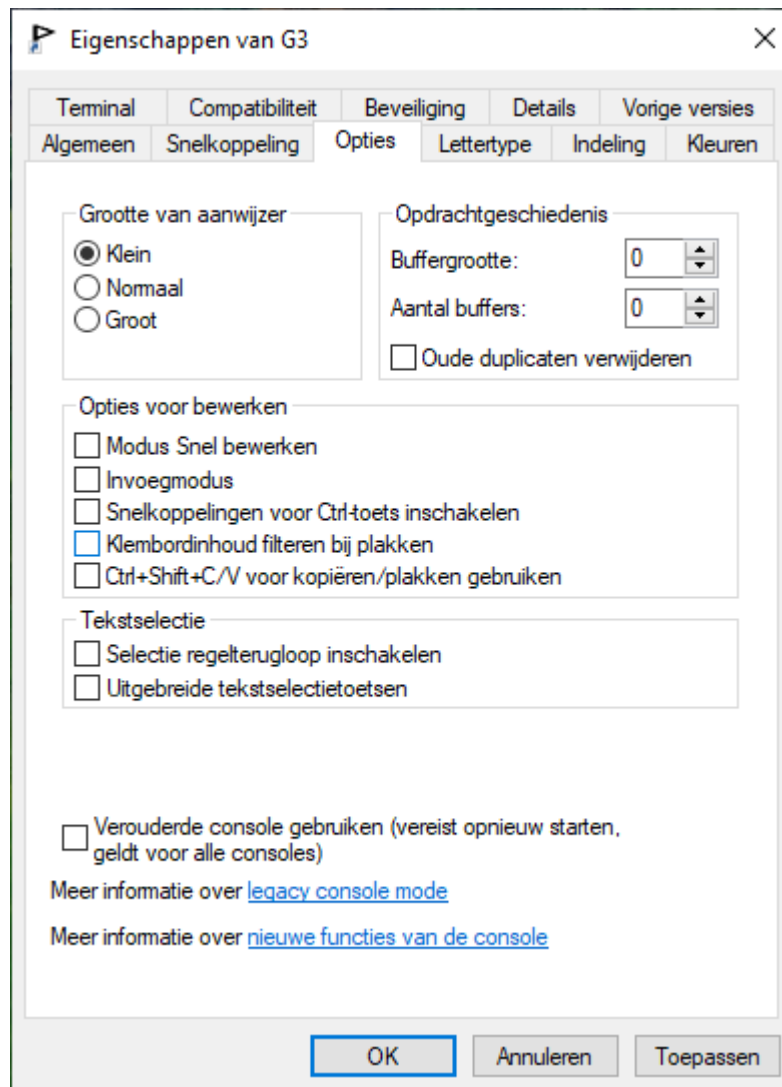 Eigenschappen van G3
Terminal Compatibiliteit Beveiliging Details Vorige versies
Algemeen Snelkoppeling Opties Lettertype Indeling Kleuren
Grootte van aanwijzer
Klein
Normaal
Groot
Opdrachtgeschiedenis
Buffergrootte: 0
Aantal buffers: 0
Oude duplicaten verwijderen
Opties voor bewerken
Modus Snel bewerken
Invoegmodus
Snelkoppelingen voor Ctrl-toets inschakelen
Klembordinhoud filteren bij plakken
Ctrl+Shift+C/V voor kopiëren/plakken gebruiken
Tekstselectie
Selectie regelterugloop inschakelen
Uitgebreide tekstselectietoetsen
Verouderde console gebruiken (vereist opnieuw starten,
geldt voor alle consoles)
Meer informatie over legacy console mode
Meer informatie over nieuwe functies van de console
OK Annuleren Toepassen